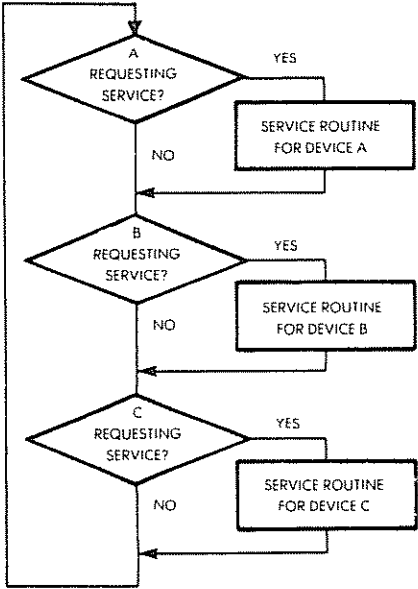 A
REQUESTING
SERVICE?
YES
SERVICE ROUTINE
FOR DEVICE A
NO
B
REQUESTING
SERVICE?
YES
SERVICE ROUTINE
FOR DEVICE B
NO
C
REQUESTING
SERVICE?
YES
SERVICE ROUTINE
FOR DEVICE C
NO